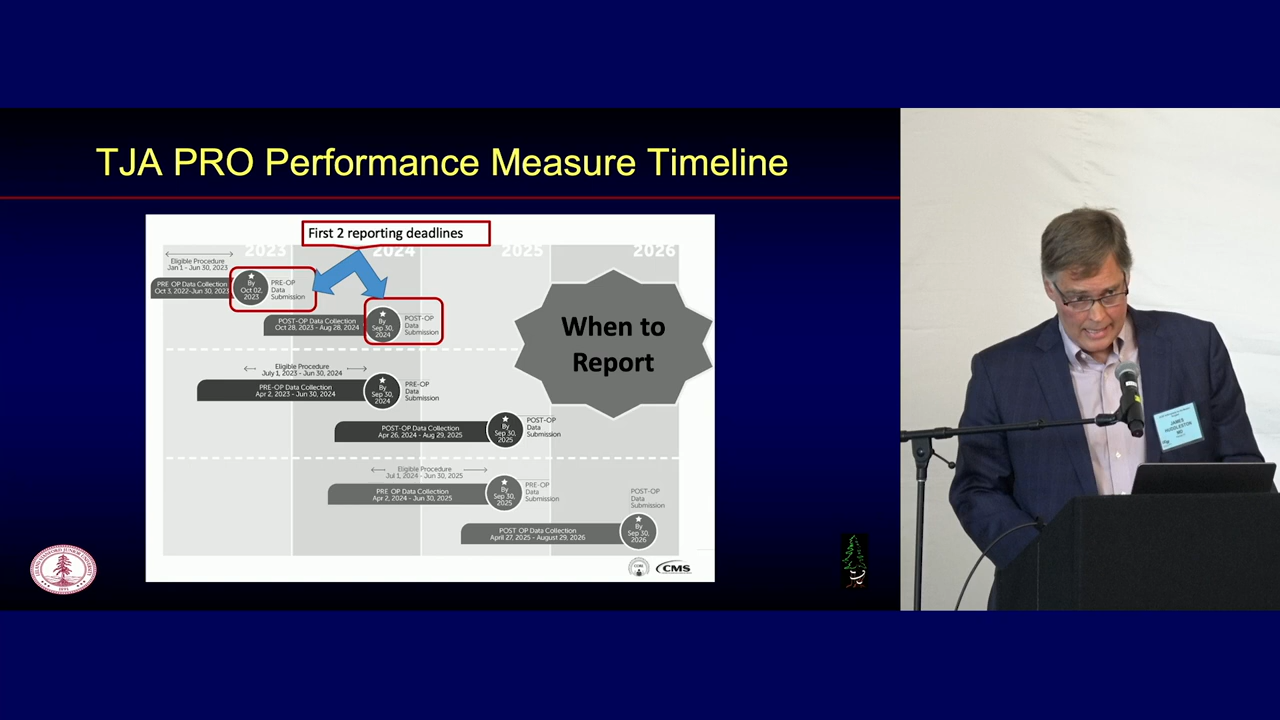 TJA PRO Performance Measure Timeline
First 2 reporting deadlines
2023
2024
2025
2026
Eligible Procedure
Jan 1 - Jun 30, 2023
PRE OP Data Collection
Oct 3, 2022-Jun 30, 2023
By
Oct 02,
2023
PRE-OP
Data
Submission
POST-OP Data Collection
Oct 28, 2023 - Aug 28, 2024
By
Sep 30,
2024
POST-OP
Data
Submission
When to
Report
Eligible Procedure
July 1, 2023 - Jun 30, 2024
PRE-OP Data Collection
Apr 2, 2023 - Jun 30, 2024
By
Sep 30,
2024
PRE-OP
Data
Submission
POST-OP Data Collection
Apr 26, 2024 - Aug 29, 2025
By
Sep 30,
2025
POST-OP
Data
Submission
Eligible Procedure
Jul 1, 2024 - Jun 30, 2025
PRE OP Data Collection
Apr 2, 2024 - Jun 30, 2025
By
Sep 30,
2025
PRE-OP
Data
Submission
POST OP Data Collection
April 27, 2025 - August 29, 2026
By
Sep 30,
2026
POST-OP
Data
Submission
CMS
JAMES
HUDDLESTON
MD